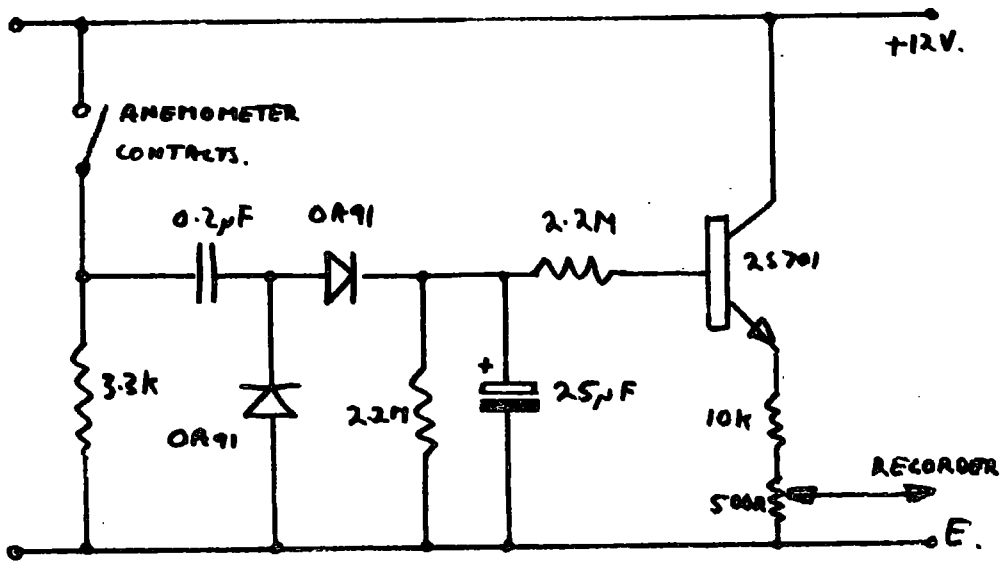 +12V.
ANEMOMETER
CONTACTS.
0.2μF
OA91
2.2M
2S701
3.3k
OA91
2.2M
+
25μF
10k
500R
RECORDER
E.